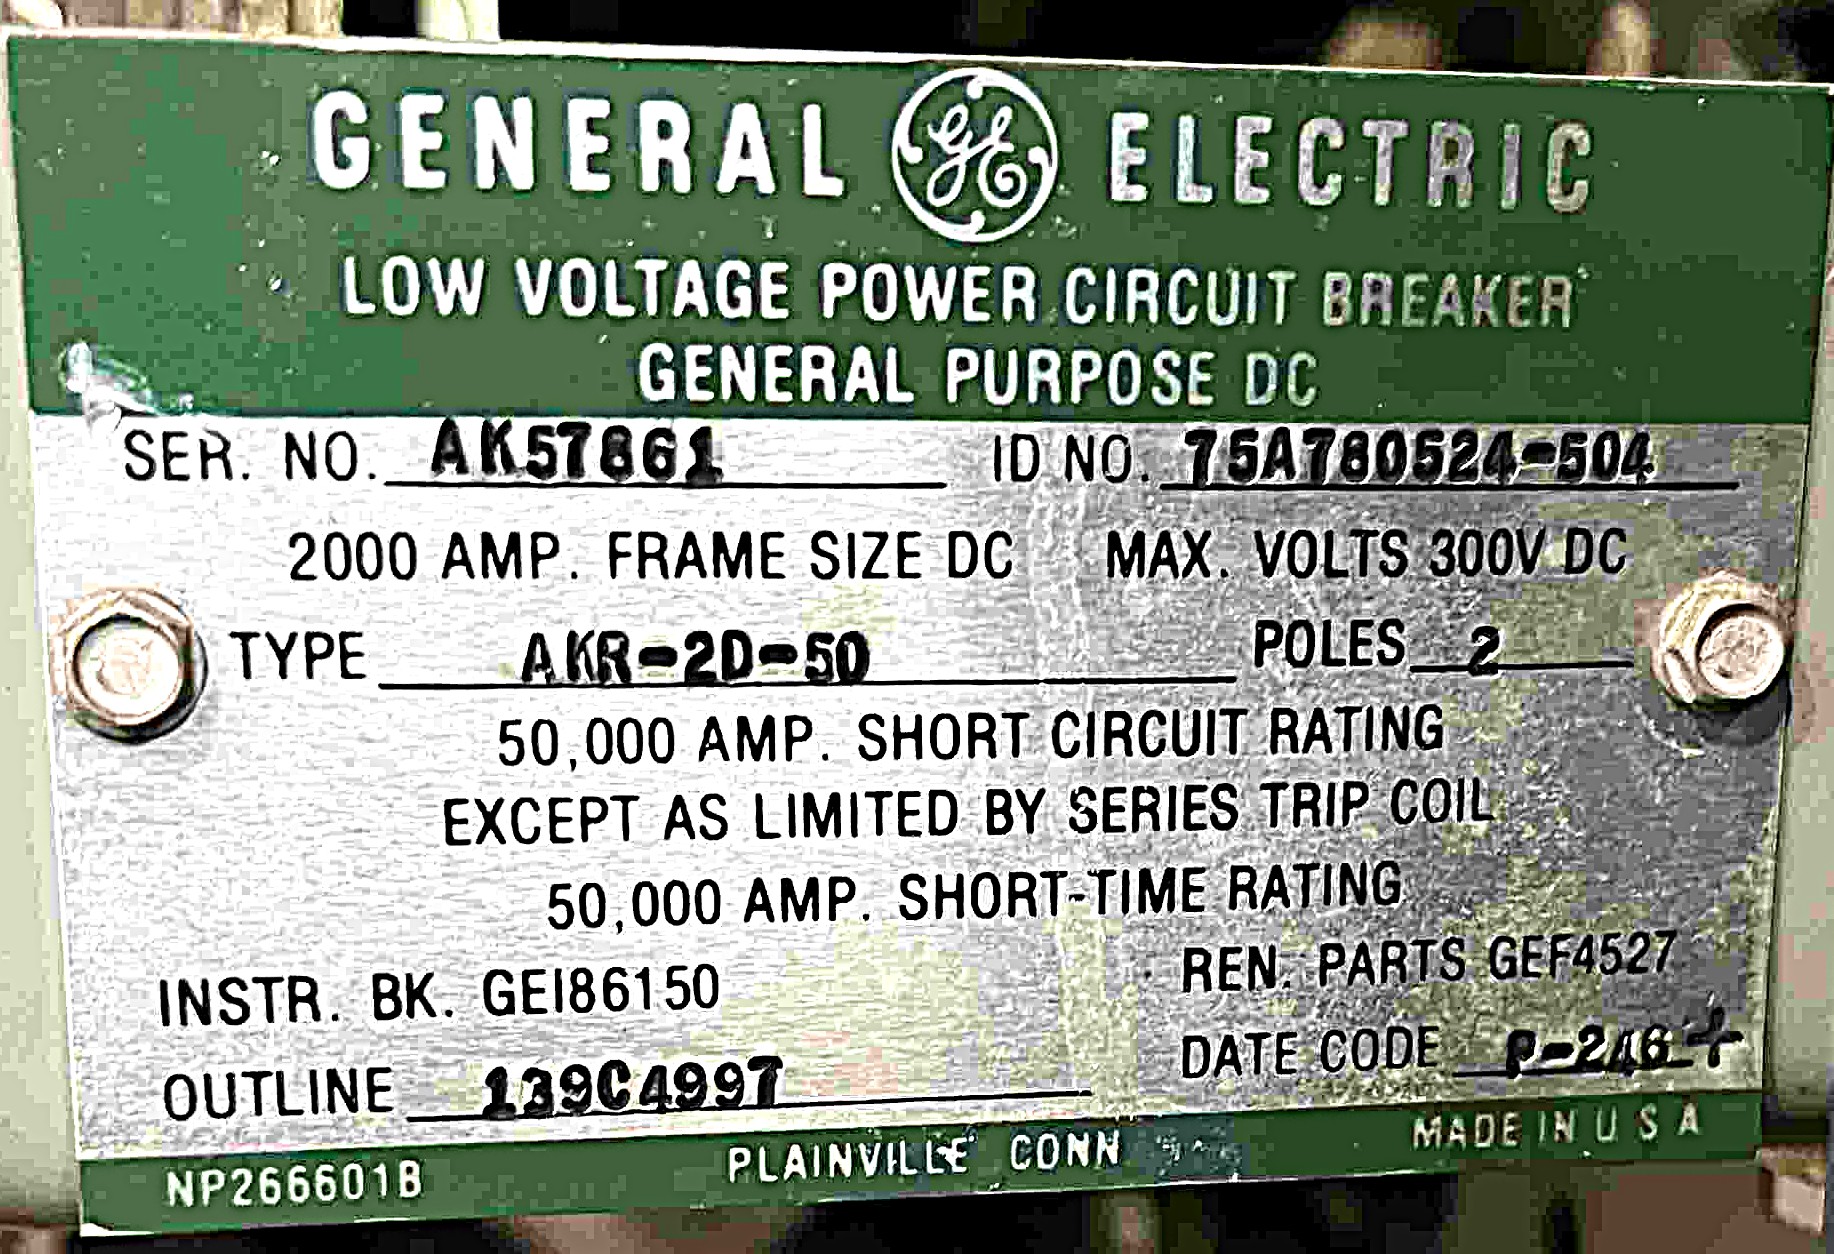 GENERAL GE ELECTRIC
LOW VOLTAGE POWER CIRCUIT BREAKER
GENERAL PURPOSE DC
SER. NO. AK57861 ID NO. 75A780524-504
2000 AMP. FRAME SIZE DC MAX. VOLTS 300V DC
TYPE AKR-2D-50 POLES 2
50,000 AMP. SHORT CIRCUIT RATING
EXCEPT AS LIMITED BY SERIES TRIP COIL
50,000 AMP. SHORT-TIME RATING
INSTR. BK. GEI86150 REN. PARTS GEF4527
OUTLINE 139C4997 DATE CODE
NP266601B PLAINVILLE CONN MADE IN U S A